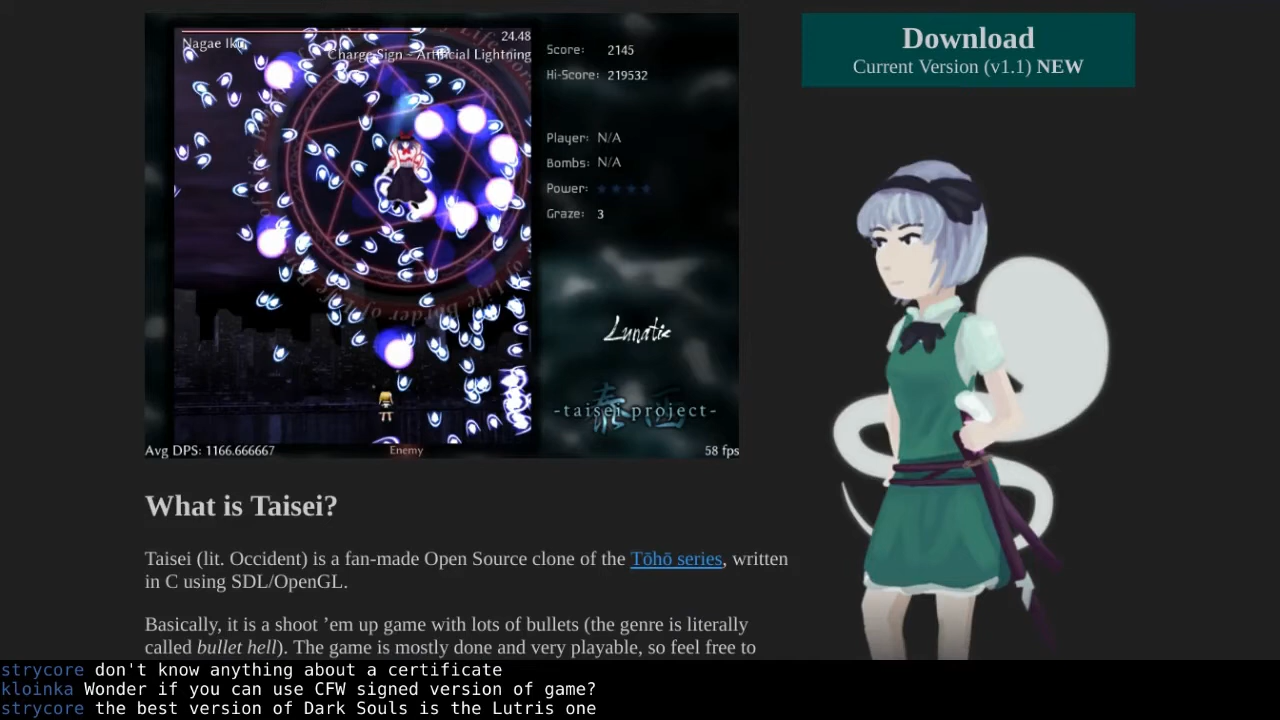 Nagae Iku
24.48
Charge Sign ~ Artificial Lightning
Score: 2145
Hi-Score: 219532
Player: N/A
Bombs: N/A
Power:
Graze: 3
Lunatic
-taisei project-
Avg DPS: 1166.666667
Enemy
58 fps
Download
Current Version (v1.1) NEW
What is Taisei?
Taisei (lit. Occident) is a fan-made Open Source clone of the Tōhō series, written
in C using SDL/OpenGL.
Basically, it is a shoot ’em up game with lots of bullets (the genre is literally
called bullet hell). The game is mostly done and very playable, so feel free to
strycore don't know anything about a certificate
kloinka Wonder if you can use CFW signed version of game?
strycore the best version of Dark Souls is the Lutris one